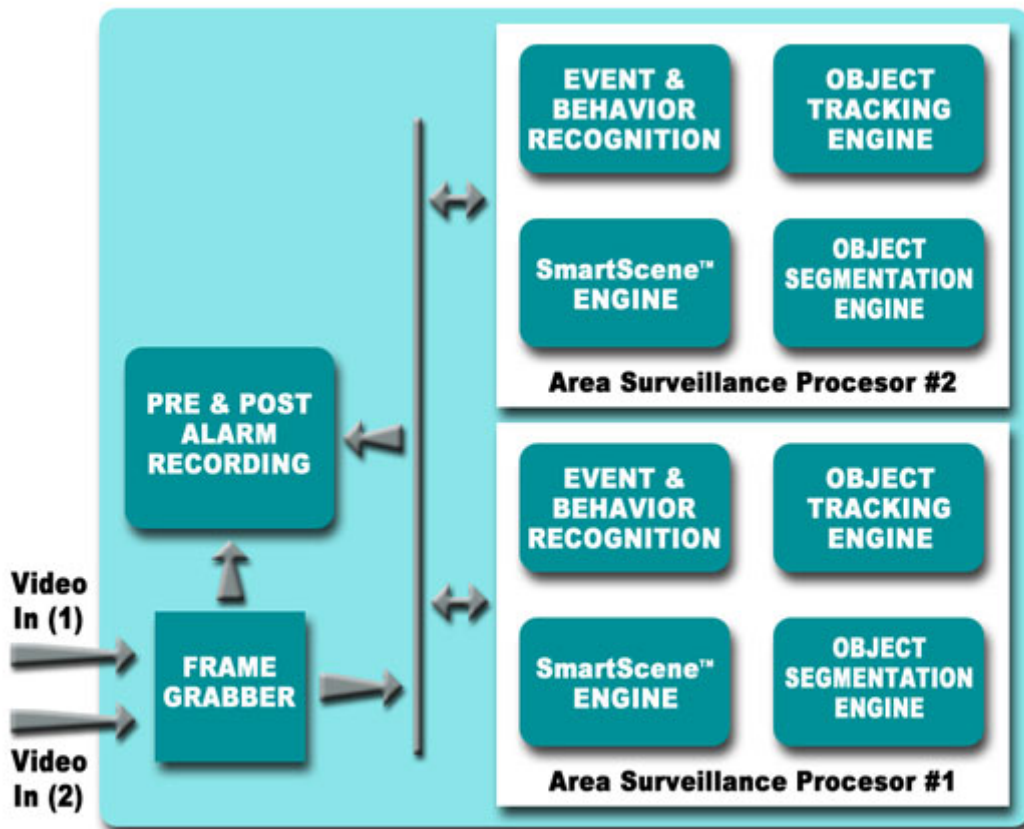 EVENT &
BEHAVIOR
RECOGNITION
OBJECT
TRACKING
ENGINE
SmartScene™
ENGINE
OBJECT
SEGMENTATION
ENGINE
Area Surveillance Procesor #2
PRE & POST
ALARM
RECORDING
EVENT &
BEHAVIOR
RECOGNITION
OBJECT
TRACKING
ENGINE
SmartScene™
ENGINE
OBJECT
SEGMENTATION
ENGINE
Area Surveillance Procesor #1
Video
In (1)
FRAME
GRABBER
Video
In (2)